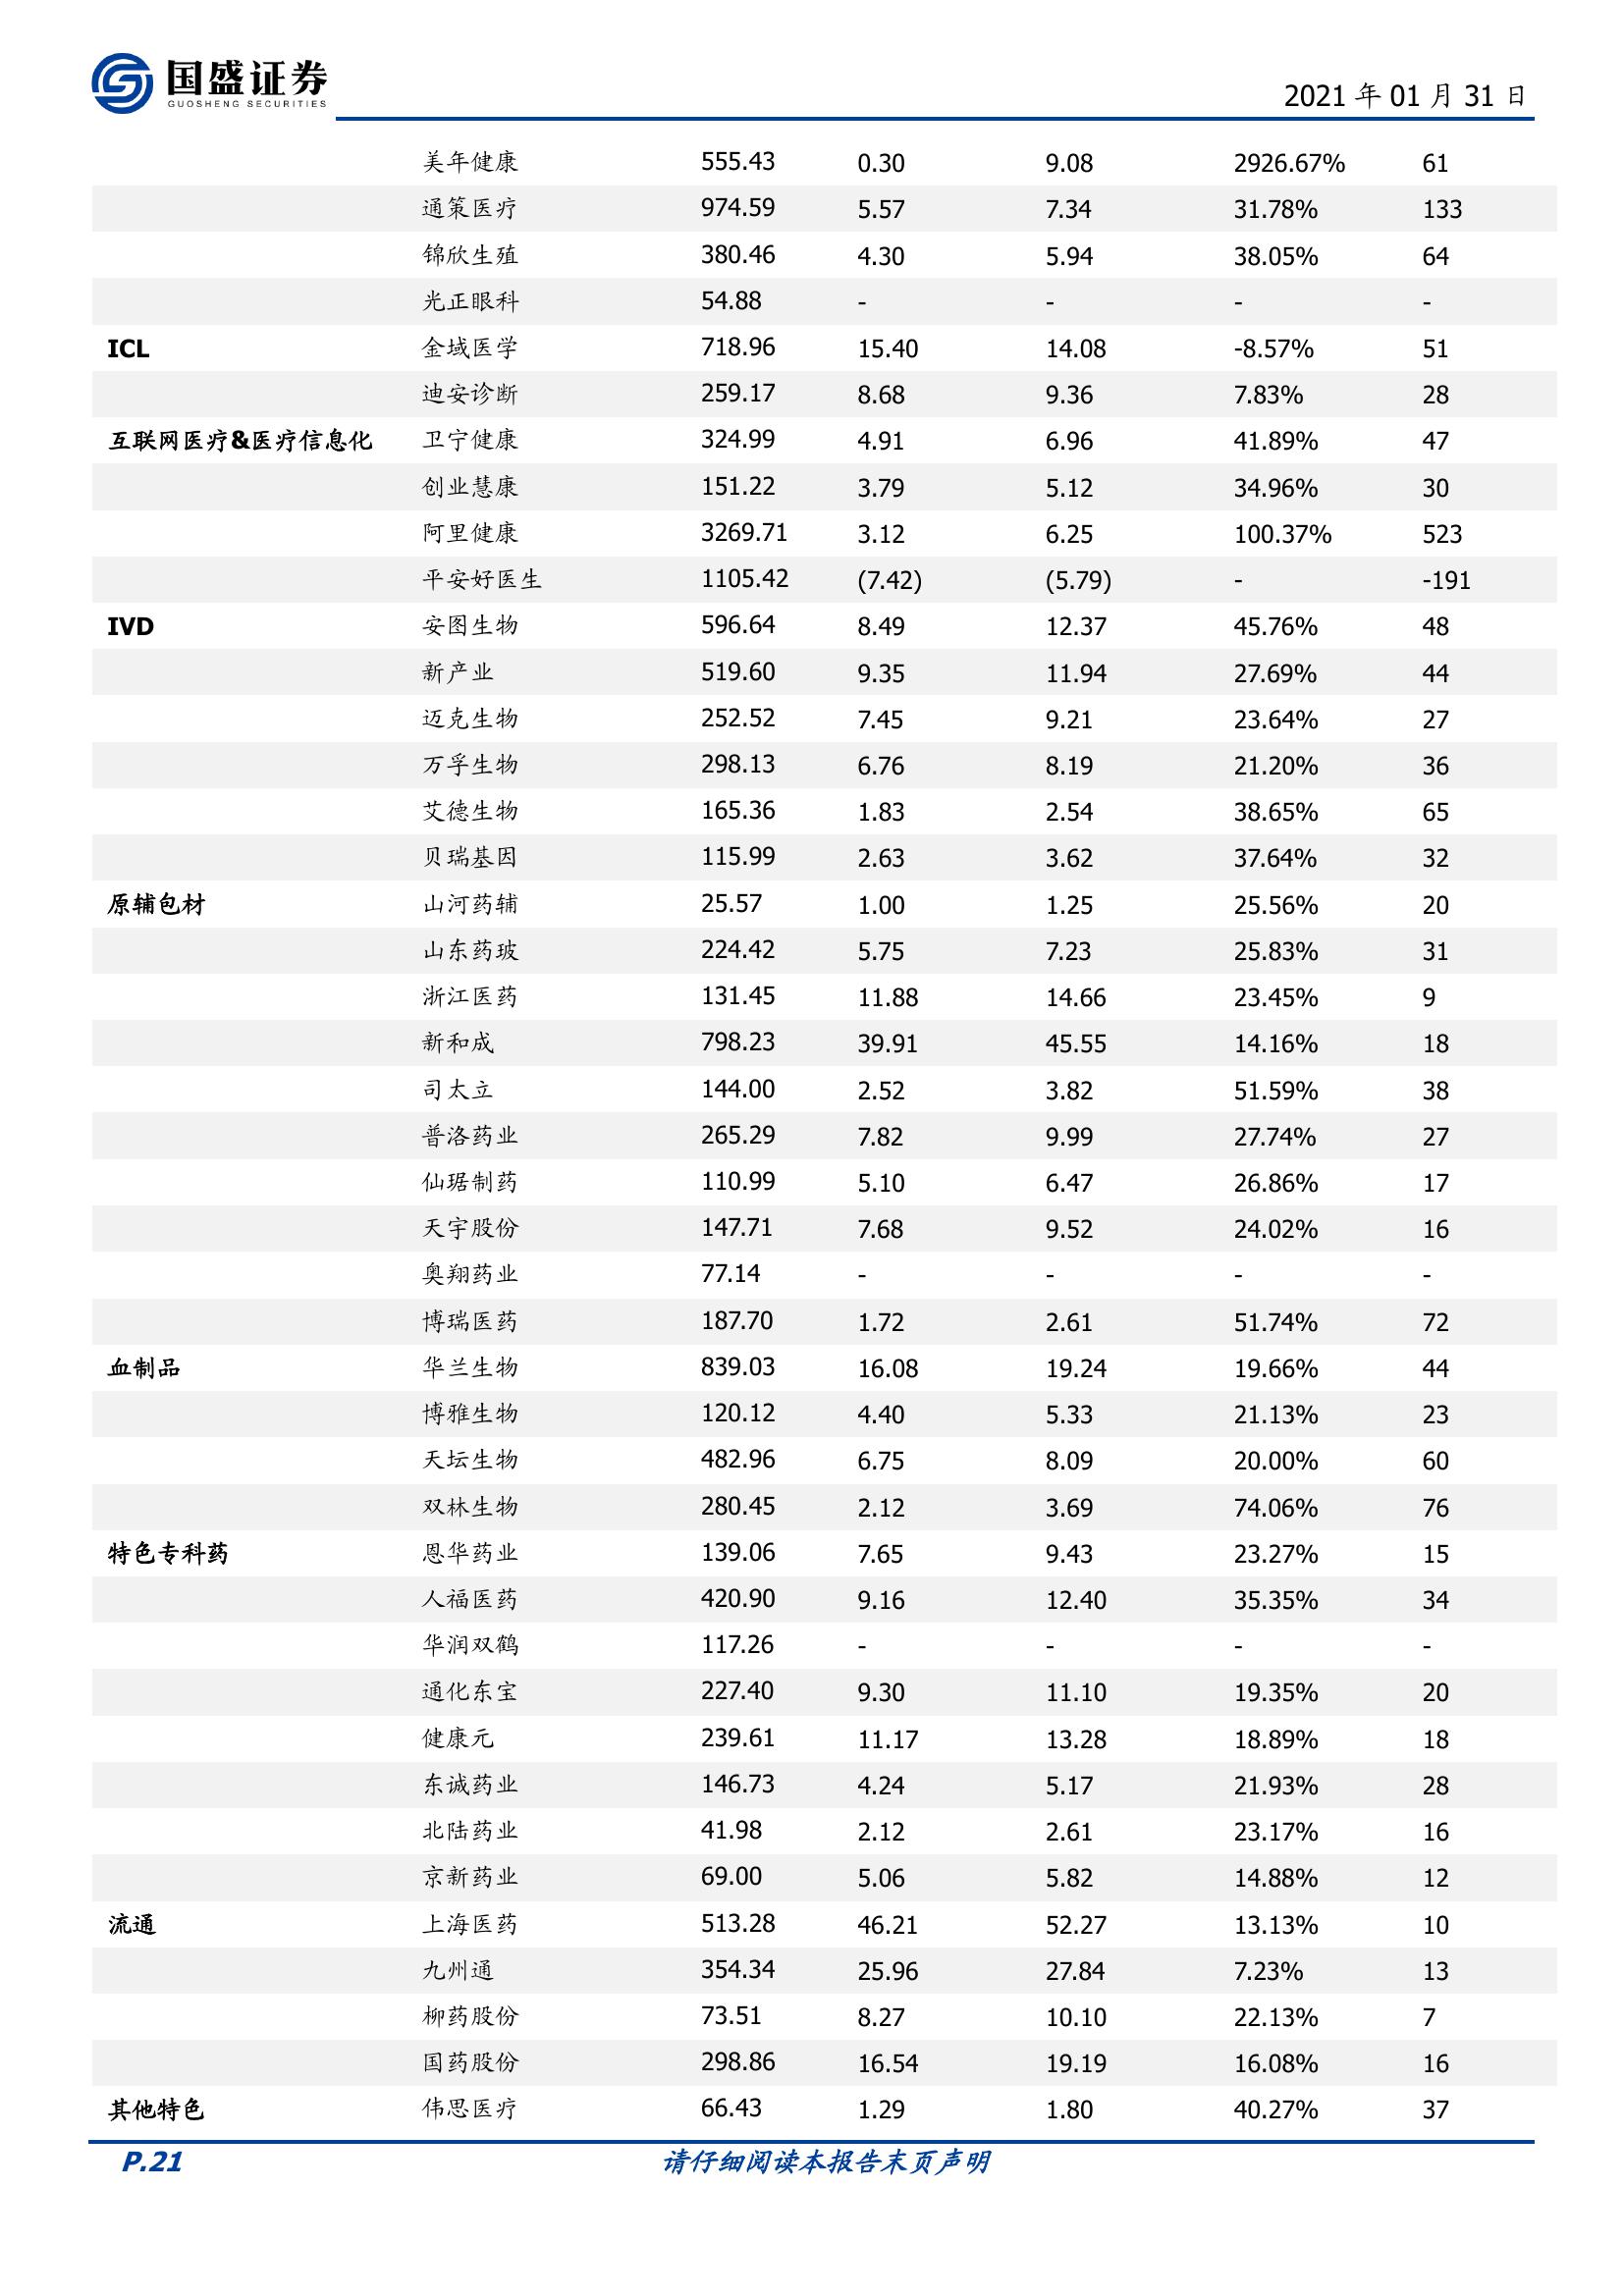 国盛证券
GUOSHENG SECURITIES
2021 年 01 月 31 日
美年健康 555.43 0.30 9.08 2926.67% 61
通策医疗 974.59 5.57 7.34 31.78% 133
锦欣生殖 380.46 4.30 5.94 38.05% 64
光正眼科 54.88 - - - -
ICL 金域医学 718.96 15.40 14.08 -8.57% 51
迪安诊断 259.17 8.68 9.36 7.83% 28
互联网医疗&医疗信息化 卫宁健康 324.99 4.91 6.96 41.89% 47
创业慧康 151.22 3.79 5.12 34.96% 30
阿里健康 3269.71 3.12 6.25 100.37% 523
平安好医生 1105.42 (7.42) (5.79) - -191
IVD 安图生物 596.64 8.49 12.37 45.76% 48
新产业 519.60 9.35 11.94 27.69% 44
迈克生物 252.52 7.45 9.21 23.64% 27
万孚生物 298.13 6.76 8.19 21.20% 36
艾德生物 165.36 1.83 2.54 38.65% 65
贝瑞基因 115.99 2.63 3.62 37.64% 32
原辅包材 山河药辅 25.57 1.00 1.25 25.56% 20
山东药玻 224.42 5.75 7.23 25.83% 31
浙江医药 131.45 11.88 14.66 23.45% 9
新和成 798.23 39.91 45.55 14.16% 18
司太立 144.00 2.52 3.82 51.59% 38
普洛药业 265.29 7.82 9.99 27.74% 27
仙琚制药 110.99 5.10 6.47 26.86% 17
天宇股份 147.71 7.68 9.52 24.02% 16
奥翔药业 77.14 - - - -
博瑞医药 187.70 1.72 2.61 51.74% 72
血制品 华兰生物 839.03 16.08 19.24 19.66% 44
博雅生物 120.12 4.40 5.33 21.13% 23
天坛生物 482.96 6.75 8.09 20.00% 60
双林生物 280.45 2.12 3.69 74.06% 76
特色专科药 恩华药业 139.06 7.65 9.43 23.27% 15
人福医药 420.90 9.16 12.40 35.35% 34
华润双鹤 117.26 - - - -
通化东宝 227.40 9.30 11.10 19.35% 20
健康元 239.61 11.17 13.28 18.89% 18
东诚药业 146.73 4.24 5.17 21.93% 28
北陆药业 41.98 2.12 2.61 23.17% 16
京新药业 69.00 5.06 5.82 14.88% 12
流通 上海医药 513.28 46.21 52.27 13.13% 10
九州通 354.34 25.96 27.84 7.23% 13
柳药股份 73.51 8.27 10.10 22.13% 7
国药股份 298.86 16.54 19.19 16.08% 16
其他特色 伟思医疗 66.43 1.29 1.80 40.27% 37
P.21 请仔细阅读本报告末页声明